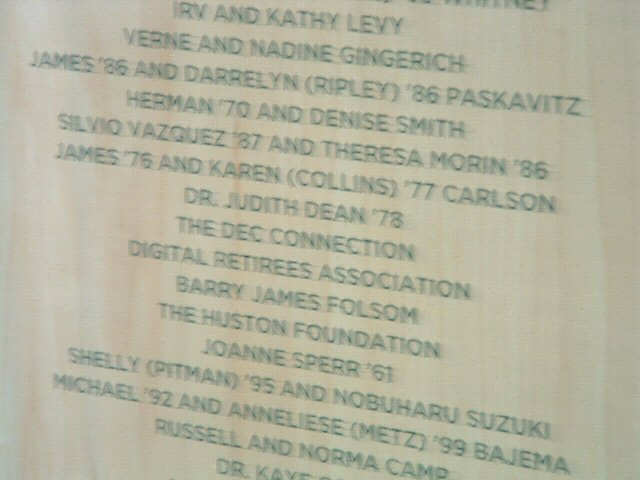 WHITNEY
IRV AND KATHY LEVY
VERNE AND NADINE GINGERICH
JAMES '86 AND DARRELYN (RIPLEY) '86 PASKAVITZ
HERMAN '70 AND DENISE SMITH
SILVIO VAZQUEZ '87 AND THERESA MORIN '86
JAMES '76 AND KAREN (COLLINS) '77 CARLSON
DR. JUDITH DEAN '78
THE DEC CONNECTION
DIGITAL RETIREES ASSOCIATION
BARRY JAMES FOLSOM
THE HUSTON FOUNDATION
JOANNE SPERR '61
SHELLY (PITMAN) '95 AND NOBUHARU SUZUKI
MICHAEL '92 AND ANNELIESE (METZ) '99 BAJEMA
RUSSELL AND NORMA CAMP
DR. KAYE